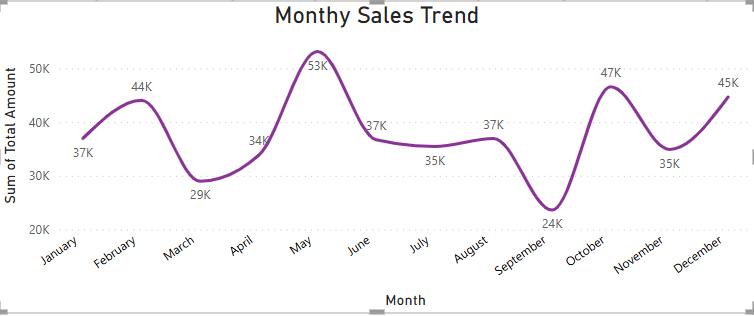 Monthy Sales Trend
Sum of Total Amount
50K
40K
30K
20K
37K
44K
29K
34K
53K
37K
35K
37K
24K
47K
35K
45K
January
February
March
April
May
June
July
August
September
October
November
December
Month